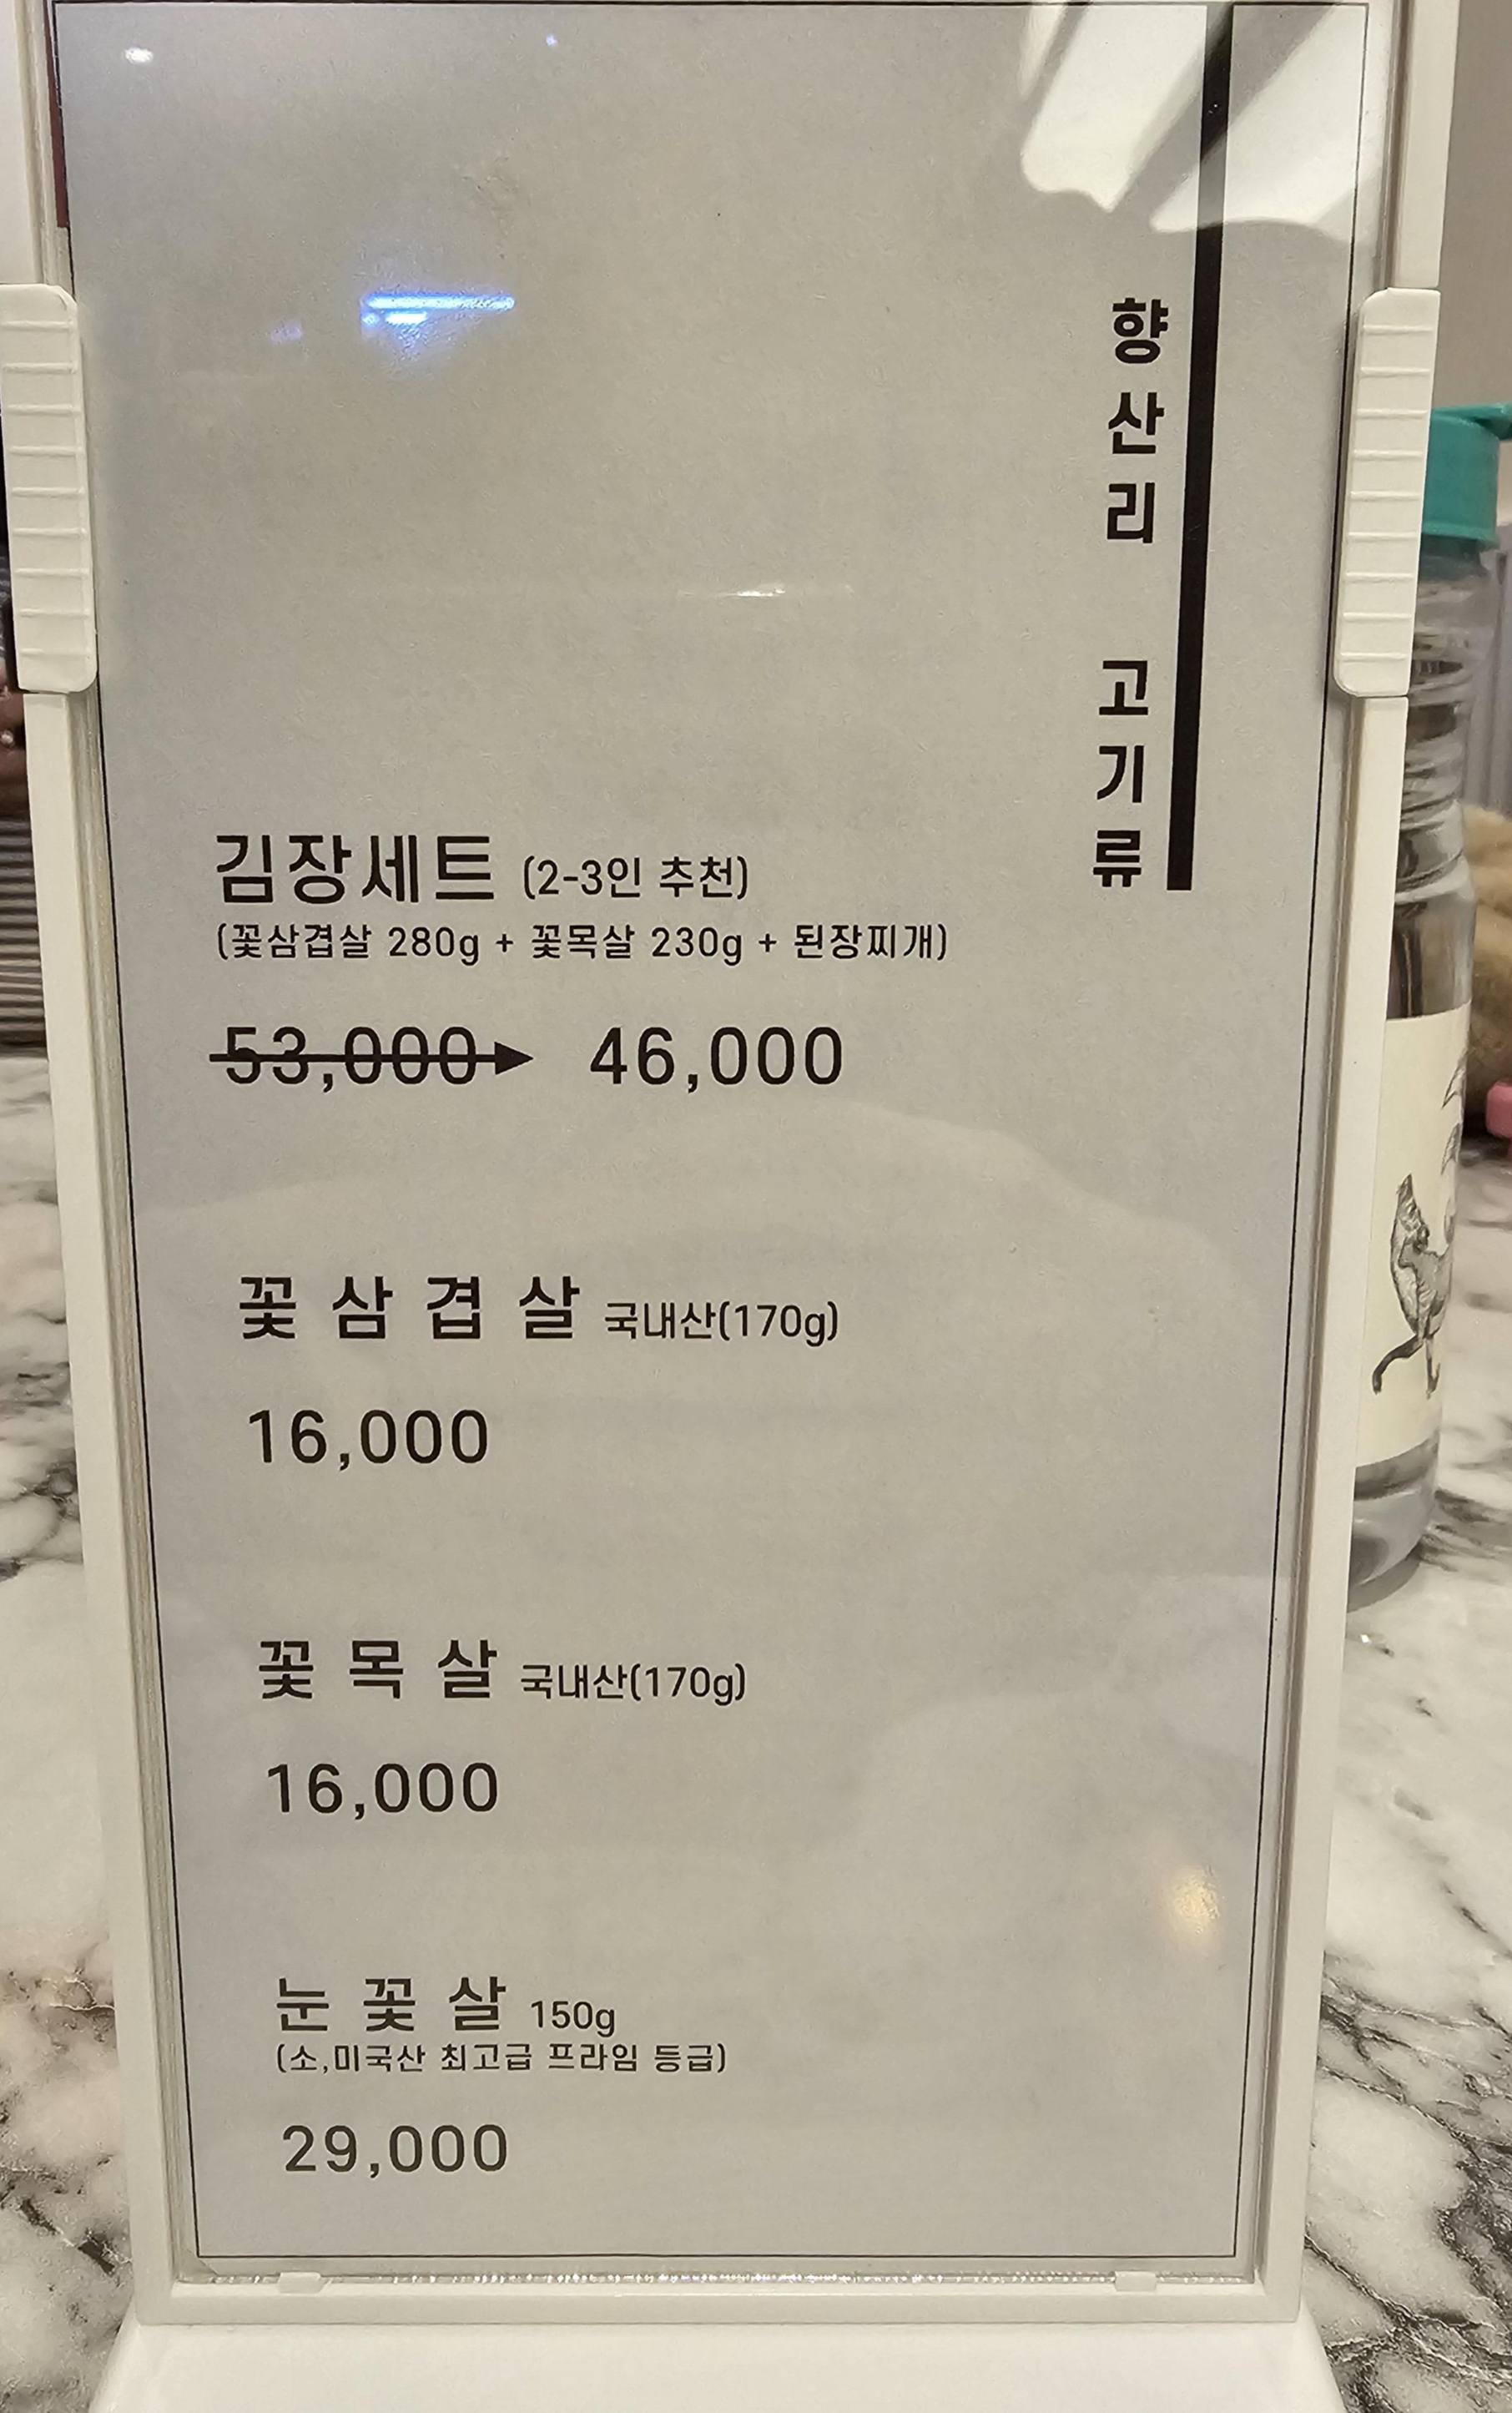 향산리 고기류
김장세트 (2-3인 추천)
(꽃삼겹살 280g + 꽃목살 230g + 된장찌개)
53,000 46,000
꽃삼겹살 국내산(170g)
16,000
꽃목살 국내산(170g)
16,000
눈꽃살 150g
(소,미국산 최고급 프라임 등급)
29,000